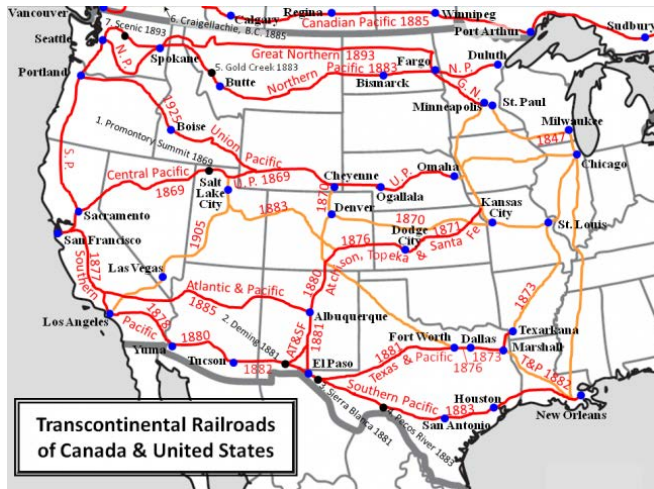 Vancouver
6. Craigellachie, B.C. 1885
Calgary
Regina
Canadian Pacific 1885
Winnipeg
Port Arthur
Sudbury
Seattle
7. Scenic 1893
N.P.
Spokane
Great Northern 1893
5. Gold Creek 1883
Butte
Northern Pacific 1883
Bismarck
Fargo
N.P.
G.N.
Duluth
Portland
Minneapolis
St. Paul
1925
Boise
Milwaukee
1847
Chicago
1. Promontory Summit 1869
Union Pacific
S.P.
Central Pacific
1869
Salt
Lake
City
U.P. 1869
Cheyenne
U.P.
Omaha
Ogallala
1870
Sacramento
San Francisco
1905
1883
Denver
1870
Kansas
City
St. Louis
Dodge
City
1871
1876
Atchison, Topeka & Santa Fe
1877
Southern
Pacific
Las Vegas
Atlantic & Pacific
1885
1880
1873
Los Angeles
1878
Albuquerque
2. Deming 1881
AT&SF
1881
Yuma
1880
Tucson
1882
El Paso
1881
Texas & Pacific
Fort Worth
Dallas
1873
1876
Texarkana
Marshall
T&P 1882
3. Sierra Blanca 1881
Southern Pacific
1883
Houston
New Orleans
San Antonio
4. Pecos River 1883
Transcontinental Railroads
of Canada & United States